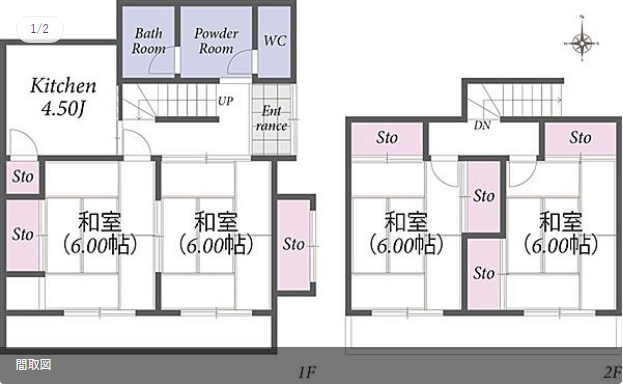 1/2
Bath
Room
Powder
Room
WC
Kitchen
4.50J
UP
Ent
rance
Sto
Sto
和室
(6.00帖)
和室
(6.00帖)
Sto
1F
DN
Sto
Sto
Sto
Sto
和室
(6.00帖)
和室
(6.00帖)
2F
間取図